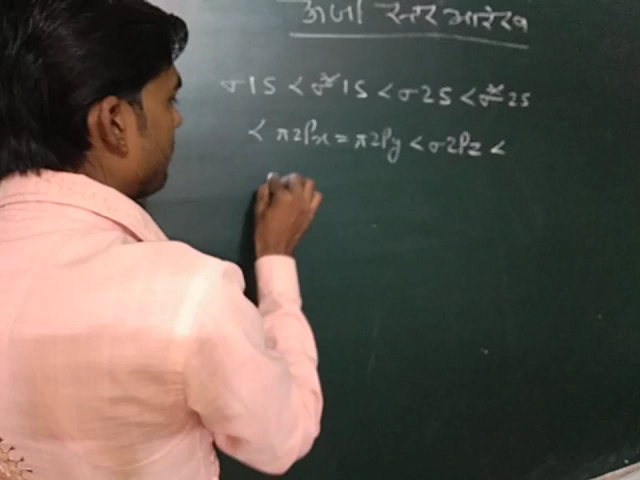 ऊर्जा स्तर आरेख
σ1S < σ*1S < σ2S < σ*2S
< π2Px = π2Py < σ2Pz <